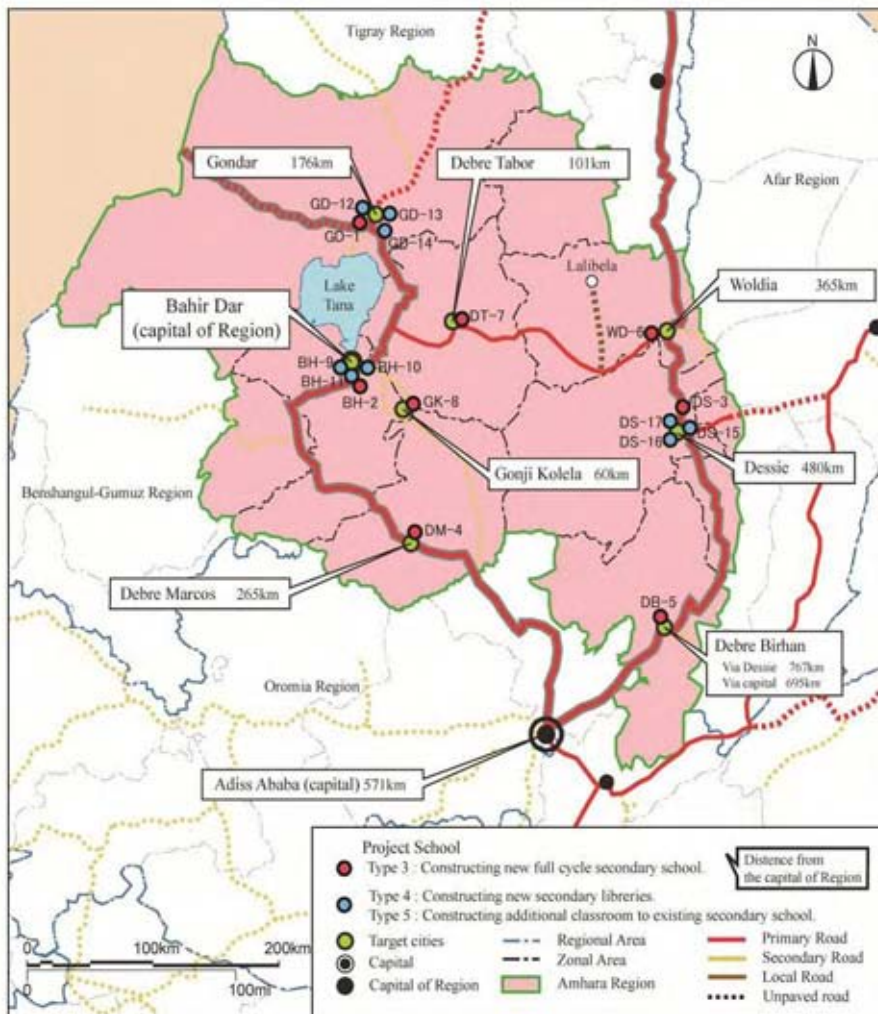 Tigray Region
N
Gondar 176km
Debre Tabor 101km
Afar Region
GD-12
GD-13
GD-1
GD-14
Lalibela
Lake
Tana
Woldia
365km
Bahir Dar
(capital of Region)
DT-7
WD-6
BH-9
BH-10
BH-11
BH-2
GK-8
DS-3
DS-17
DS-15
DS-16
Gonji Kolela 60km
Dessie 480km
Benshangul-Gumuz Region
DM-4
Debre Marcos 265km
DB-5
Debre Birhan
Via Dessie 767km
Via capital 695km
Oromia Region
Adiss Ababa (capital) 571km
Project School
Type 3 : Constructing new full cycle secondary school.
Type 4 : Constructing new secondary libreries.
Type 5 : Constructing additional classroom to existing secondary school.
Distence from
the capital of Region
Target cities
Capital
Capital of Region
Regional Area
Zonal Area
Amhara Region
Primary Road
Secondary Road
Local Road
Unpaved road
0 100km 200km
0 100ml